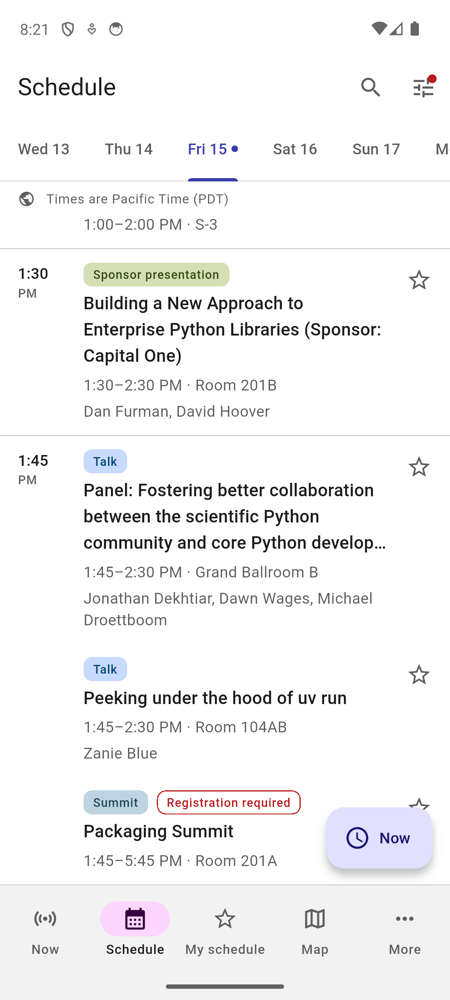 8:21
Schedule
Wed 13
Thu 14
Fri 15
Sat 16
Sun 17
M
Times are Pacific Time (PDT)
1:00–2:00 PM · S-3
1:30
PM
Sponsor presentation
Building a New Approach to
Enterprise Python Libraries (Sponsor:
Capital One)
1:30–2:30 PM · Room 201B
Dan Furman, David Hoover
1:45
PM
Talk
Panel: Fostering better collaboration
between the scientific Python
community and core Python develop…
1:45–2:30 PM · Grand Ballroom B
Jonathan Dekhtiar, Dawn Wages, Michael
Droettboom
Talk
Peeking under the hood of uv run
1:45–2:30 PM · Room 104AB
Zanie Blue
Summit
Registration required
Packaging Summit
1:45–5:45 PM · Room 201A
Now
Now
Schedule
My schedule
Map
More